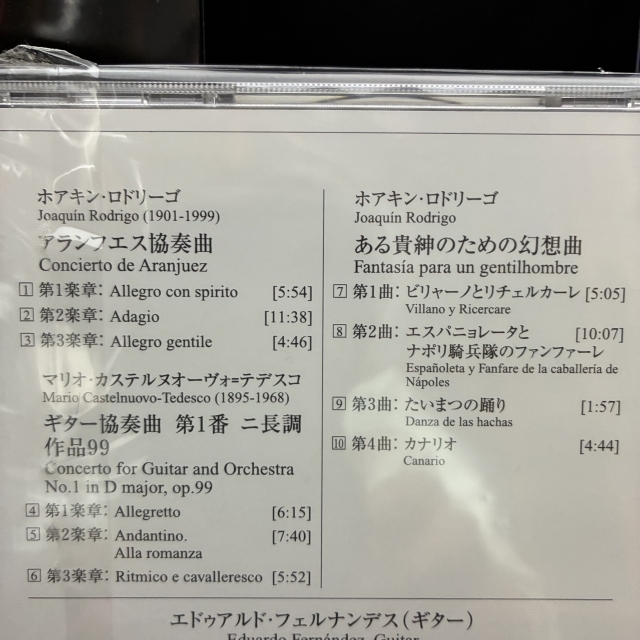 ホアキン・ロドリーゴ
Joaquín Rodrigo (1901-1999)
アランフエス協奏曲
Concierto de Aranjuez
1 第1楽章: Allegro con spirito [5:54]
2 第2楽章: Adagio [11:38]
3 第3楽章: Allegro gentile [4:46]
マリオ・カステルヌオーヴォ=テデスコ
Mario Castelnuovo-Tedesco (1895-1968)
ギター協奏曲 第1番 ニ長調
作品99
Concerto for Guitar and Orchestra
No.1 in D major, op.99
4 第1楽章: Allegretto [6:15]
5 第2楽章: Andantino. [7:40]
Alla romanza
6 第3楽章: Ritmico e cavalleresco [5:52]
ホアキン・ロドリーゴ
Joaquín Rodrigo
ある貴紳のための幻想曲
Fantasía para un gentilhombre
7 第1曲: ビリャーノとリチェルカーレ [5:05]
Villano y Ricercare
8 第2曲: エスパニョレータと [10:07]
ナポリ騎兵隊のファンファーレ
Españoleta y Fanfare de la caballería de
Nápoles
9 第3曲: たいまつの踊り [1:57]
Danza de las hachas
10 第4曲: カナリオ [4:44]
Canario
エドゥアルド・フェルナンデス(ギター)
Eduardo Fernández, Guitar